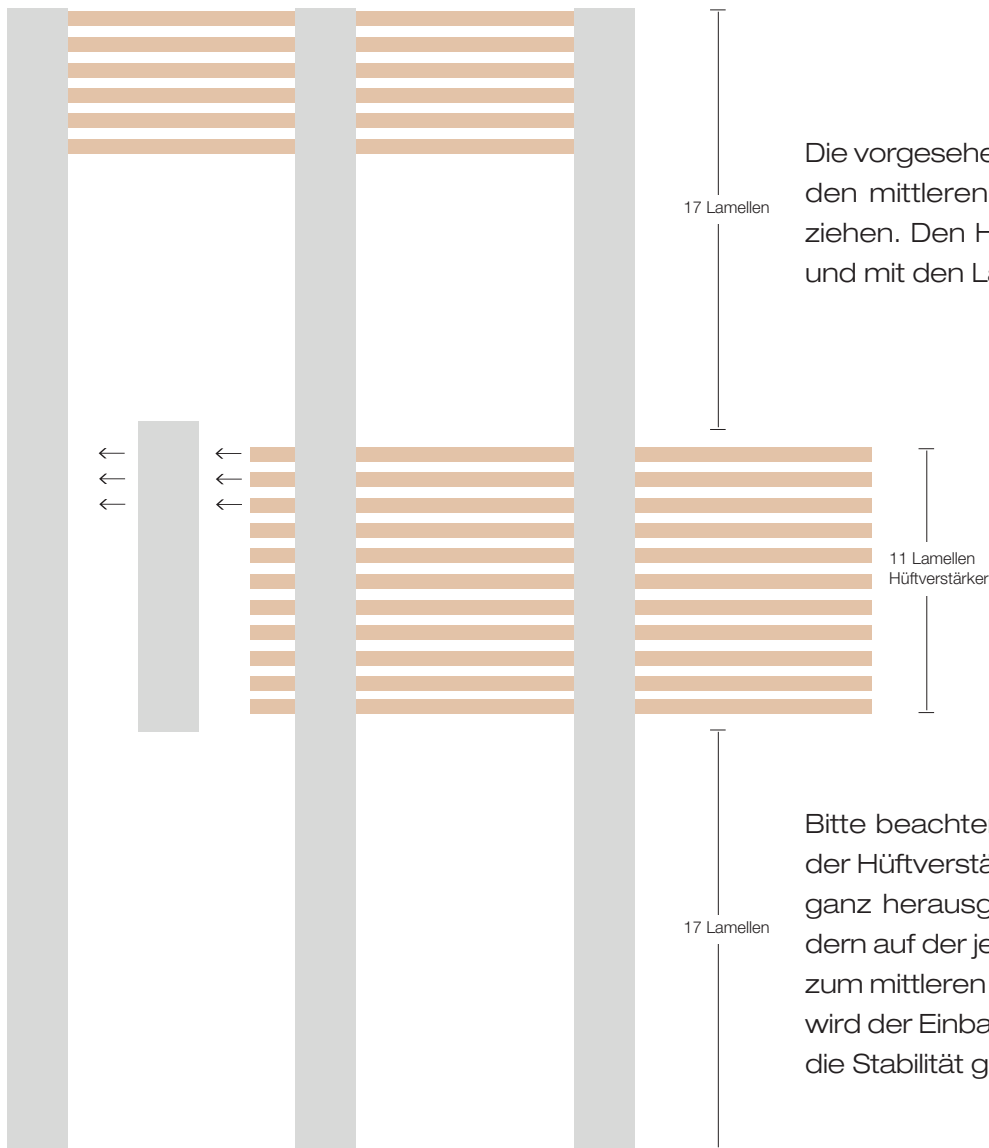 17 Lamellen
Die vorgesehe
den mittleren
ziehen. Den H
und mit den La
11 Lamellen
Hüftverstärker
17 Lamellen
Bitte beachte
der Hüftverstä
ganz herausg
dern auf der je
zum mittleren
wird der Einba
die Stabilität g